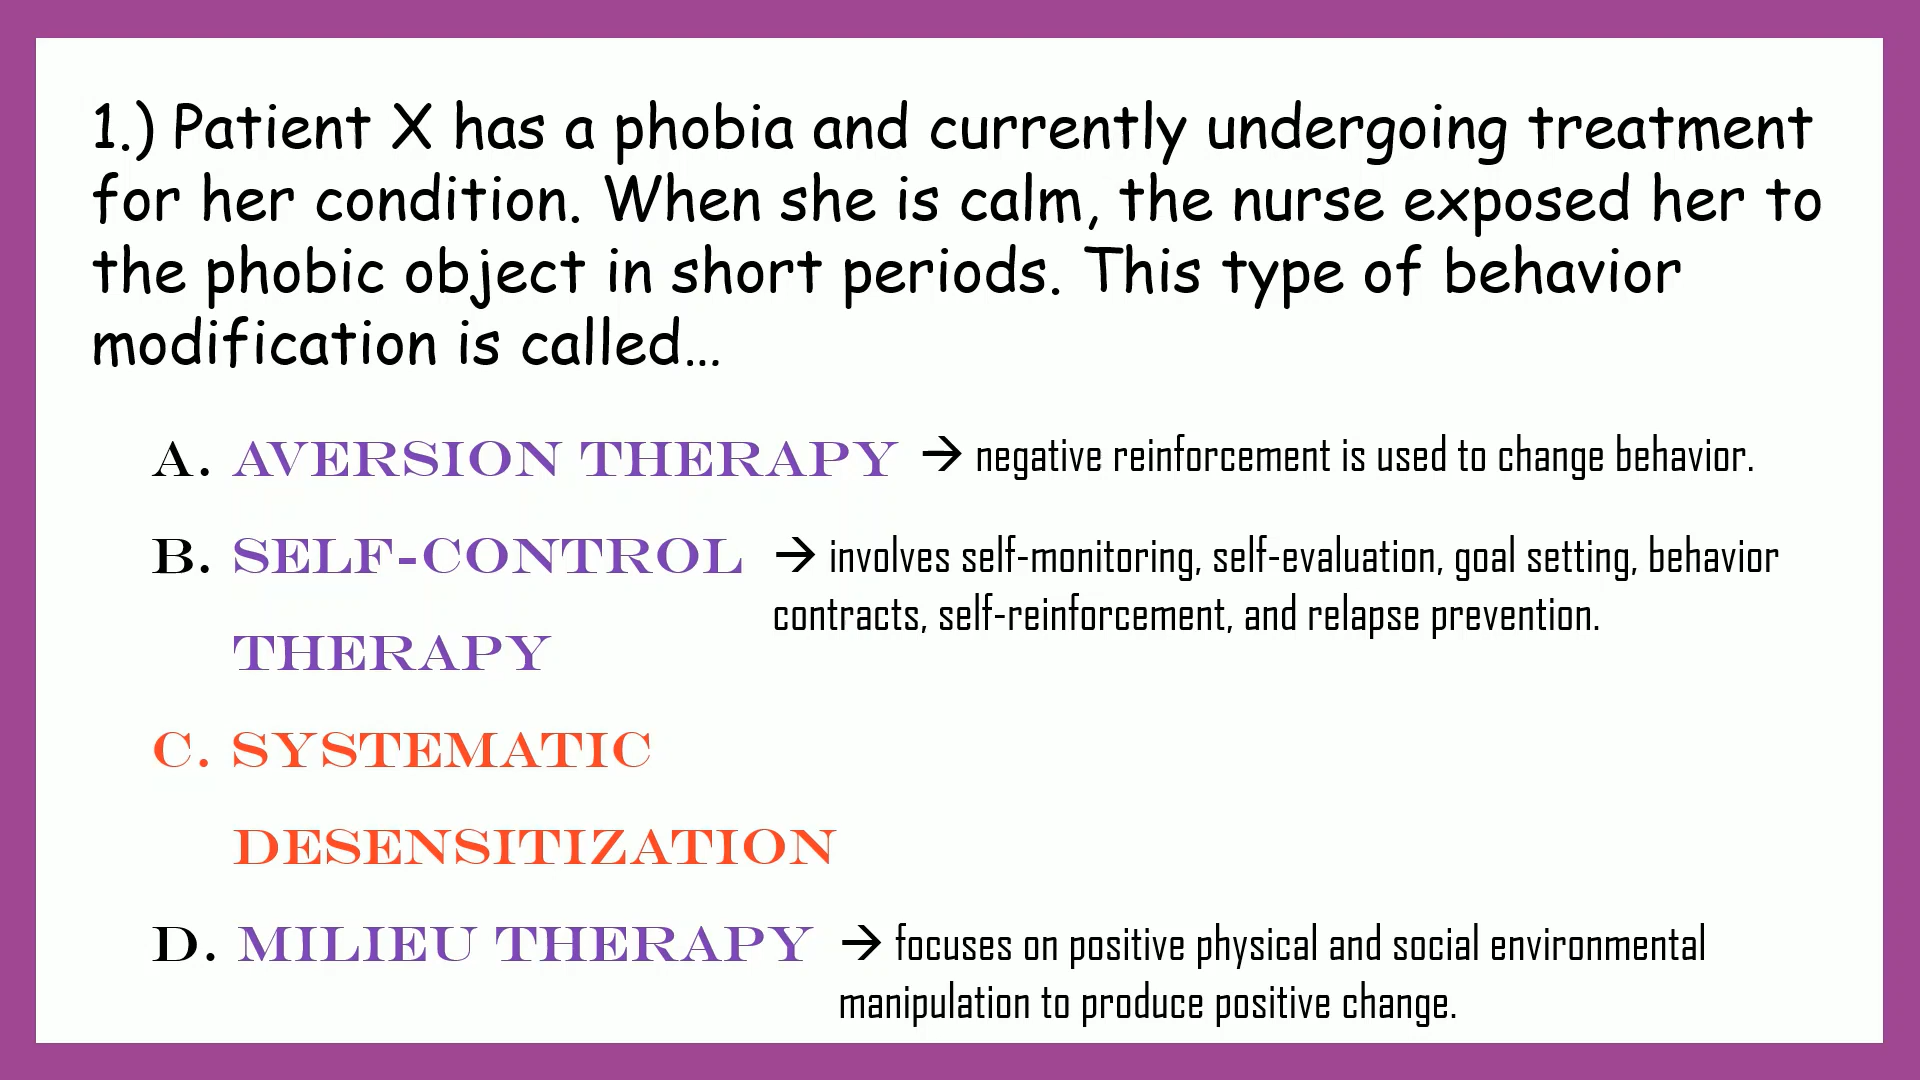 1.) Patient X has a phobia and currently undergoing treatment
for her condition. When she is calm, the nurse exposed her to
the phobic object in short periods. This type of behavior
modification is called…
A. AVERSION THERAPY → negative reinforcement is used to change behavior.
B. SELF-CONTROL → involves self-monitoring, self-evaluation, goal setting, behavior
contracts, self-reinforcement, and relapse prevention.
THERAPY
C. SYSTEMATIC
DESENSITIZATION
D. MILIEU THERAPY → focuses on positive physical and social environmental
manipulation to produce positive change.